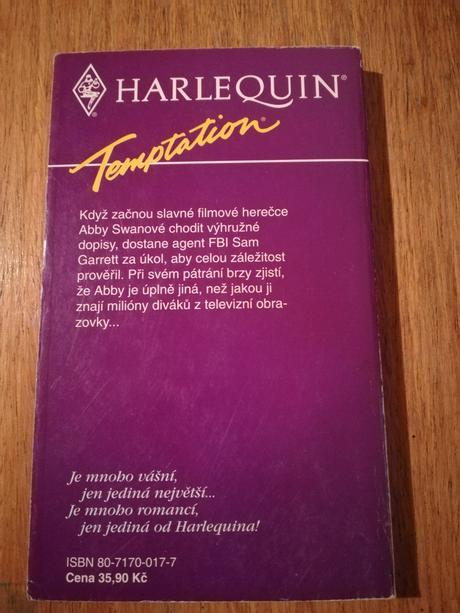 HARLEQUIN®
Temptation®
Když začnou slavné filmové herečce
Abby Swanové chodit výhružné
dopisy, dostane agent FBI Sam
Garrett za úkol, aby celou záležitost
prověřil. Při svém pátrání brzy zjistí,
že Abby je úplně jiná, než jakou ji
znají milióny diváků z televizní obra-
zovky...
Je mnoho vášní,
jen jediná největší...
Je mnoho romancí,
jen jediná od Harlequina!
ISBN 80-7170-017-7
Cena 35,90 Kč